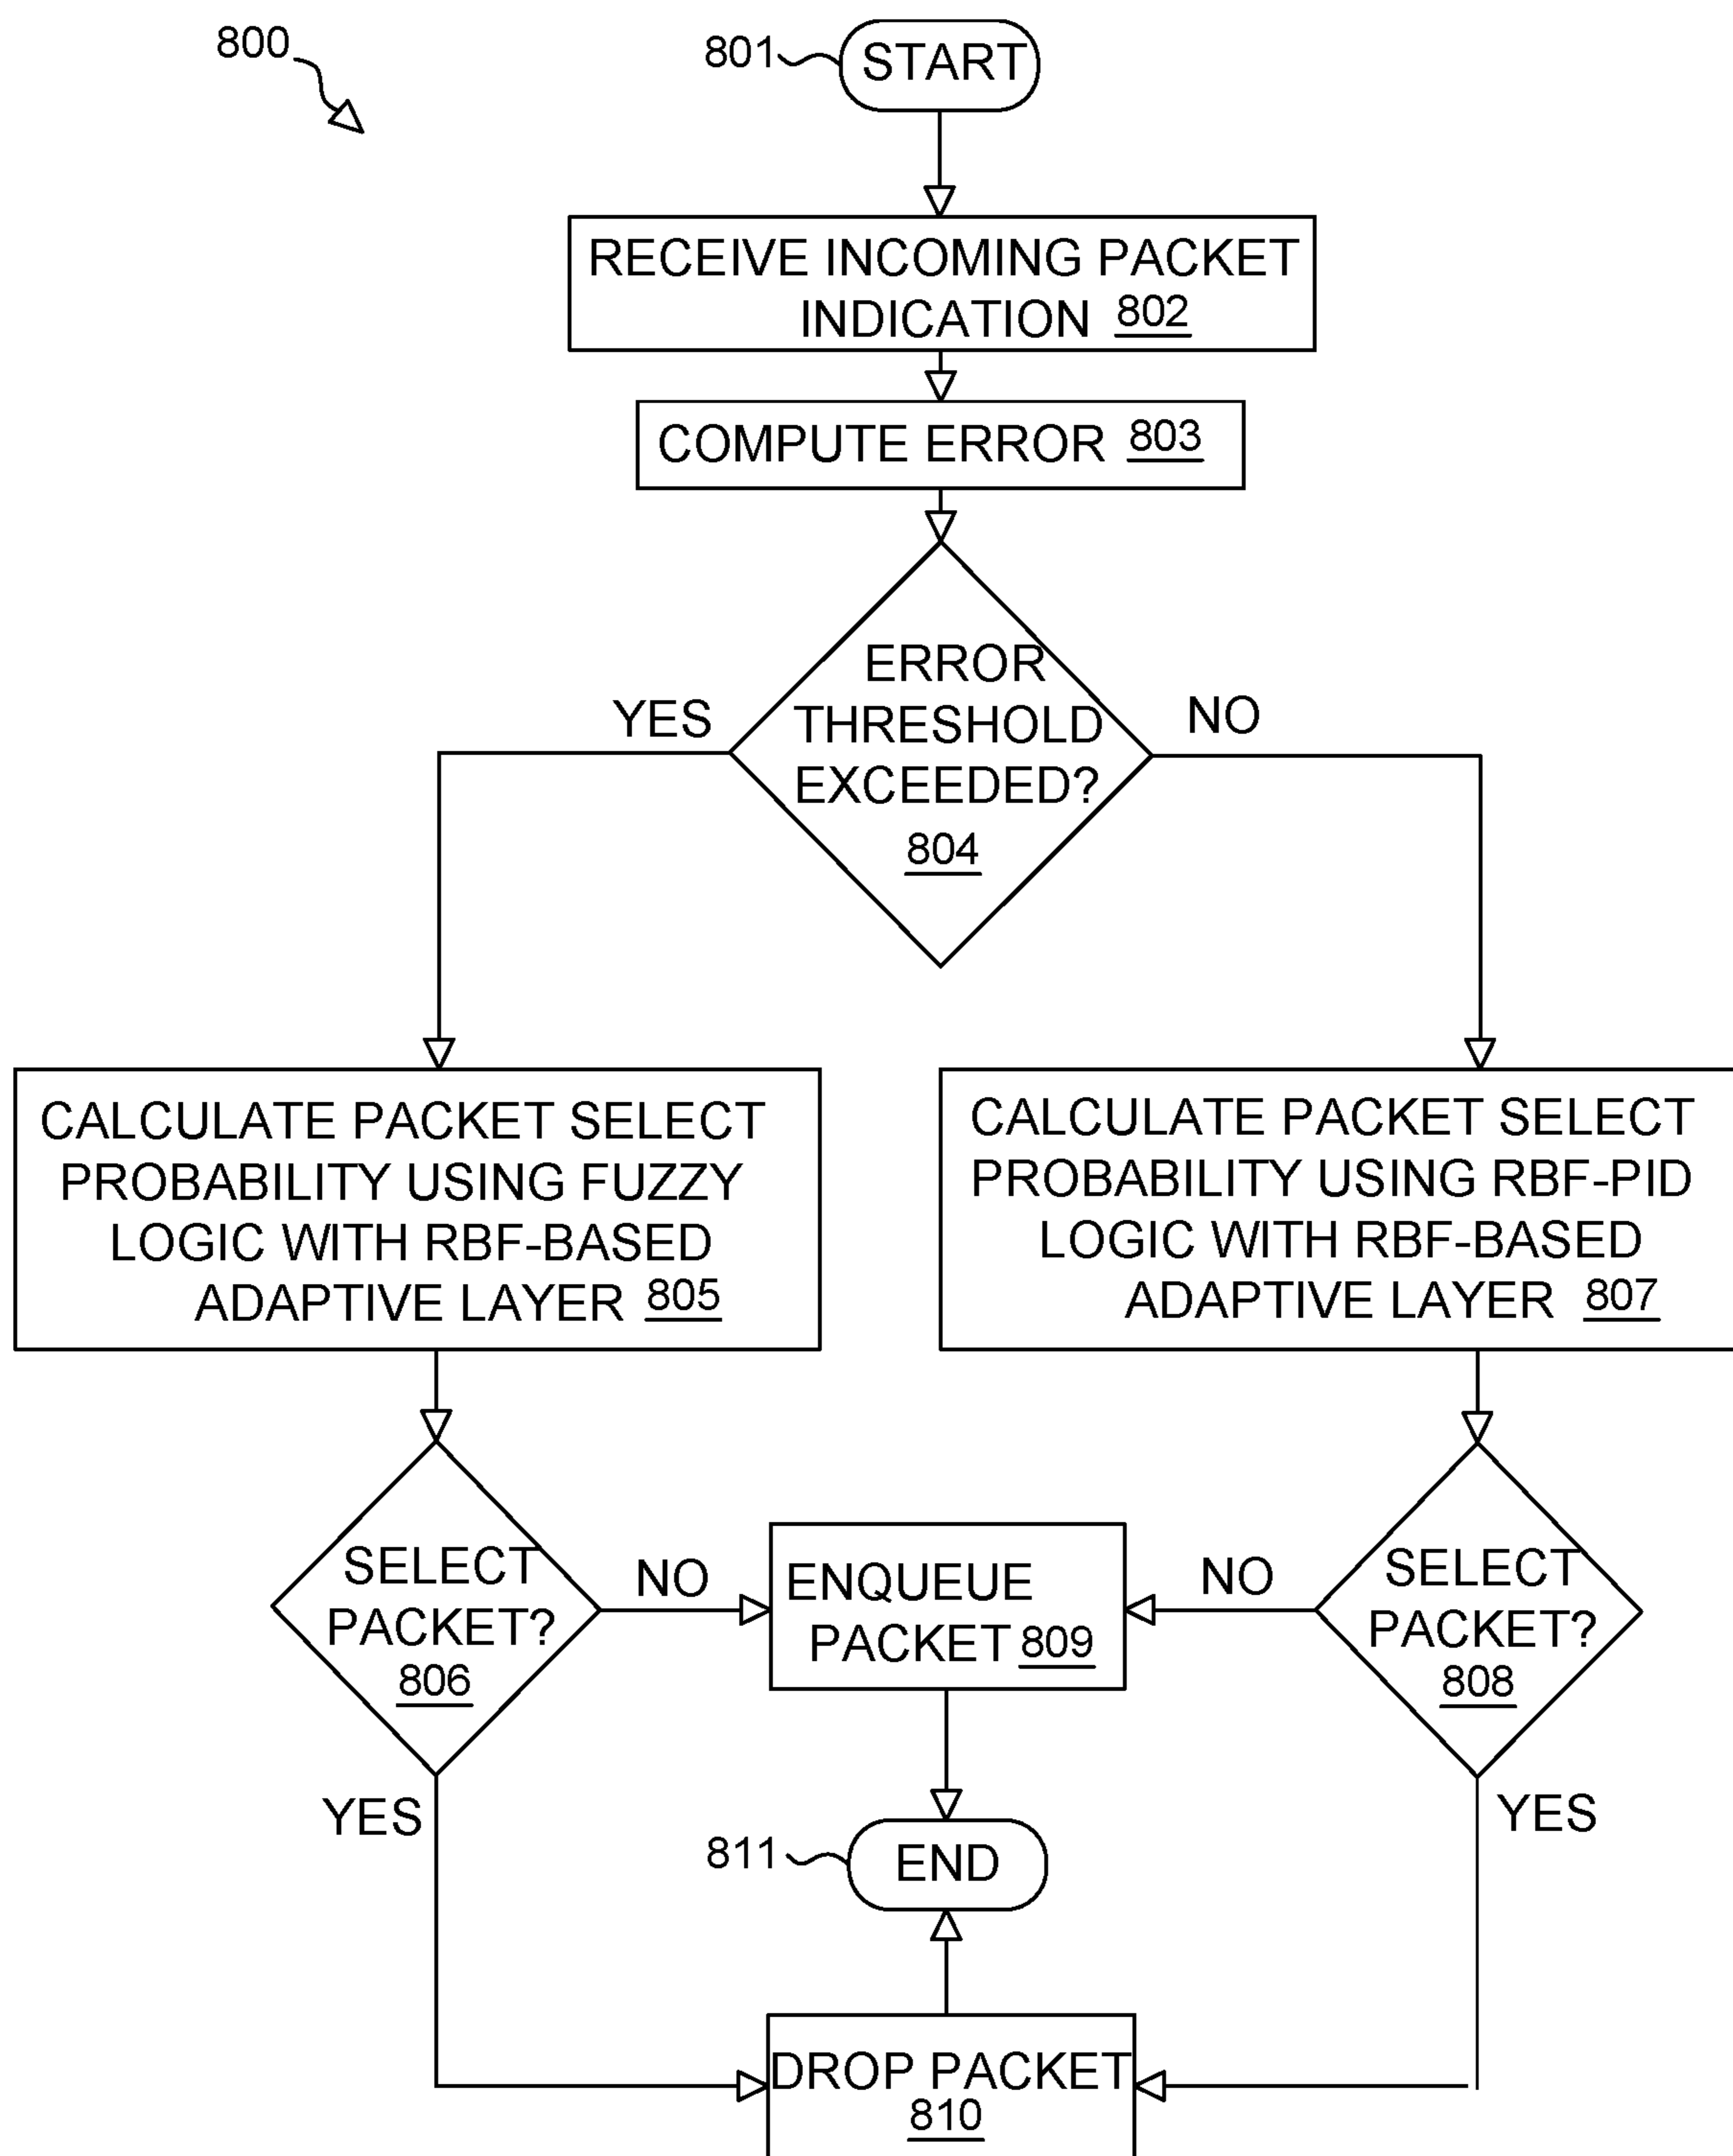 800
801
START
RECEIVE INCOMING PACKET
INDICATION 802
COMPUTE ERROR 803
ERROR
THRESHOLD
EXCEEDED?
804
YES
NO
CALCULATE PACKET SELECT
PROBABILITY USING FUZZY
LOGIC WITH RBF-BASED
ADAPTIVE LAYER 805
CALCULATE PACKET SELECT
PROBABILITY USING RBF-PID
LOGIC WITH RBF-BASED
ADAPTIVE LAYER 807
SELECT
PACKET?
806
NO
ENQUEUE
PACKET 809
NO
SELECT
PACKET?
808
YES
YES
811
END
DROP PACKET
810